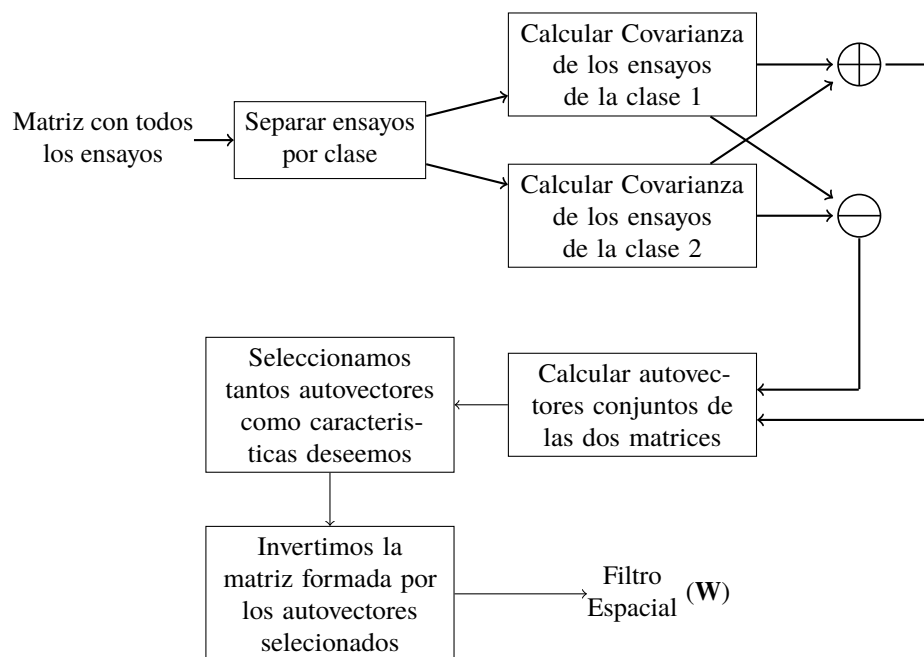 Matriz con todos
los ensayos
Separar ensayos
por clase
Calcular Covarianza
de los ensayos
de la clase 1
Calcular Covarianza
de los ensayos
de la clase 2
Calcular autovec-
tores conjuntos de
las dos matrices
Seleccionamos
tantos autovectores
como caracteris-
ticas deseemos
Invertimos la
matriz formada por
los autovectores
selecionados
Filtro
Espacial (W)